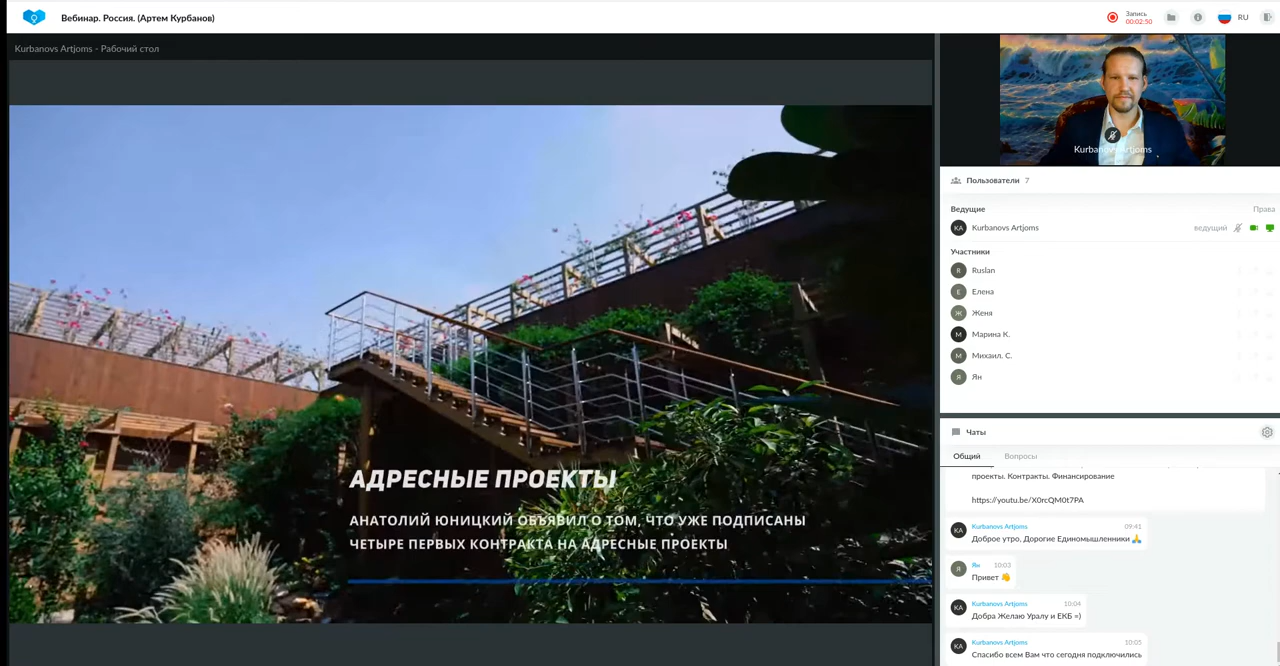 Вебинар. Россия. (Артем Курбанов)
Запись
00:02:50
RU
Kurbanovs Artjoms - Рабочий стол
АДРЕСНЫЕ ПРОЕКТЫ
АНАТОЛИЙ ЮНИЦКИЙ ОБЪЯВИЛ О ТОМ, ЧТО УЖЕ ПОДПИСАНЫ
ЧЕТЫРЕ ПЕРВЫХ КОНТРАКТА НА АДРЕСНЫЕ ПРОЕКТЫ
Kurbanovs Artjoms
Пользователи 7
Ведущие Права
KA Kurbanovs Artjoms ведущий
Участники
R Ruslan
Е Елена
Ж Женя
М Марина К.
М Михаил. С.
Я Ян
Чаты
Общий Вопросы
проекты. Контракты. Финансирование
https://youtu.be/X0rcQM0t7PA
KA Kurbanovs Artjoms 09:41
Доброе утро, Дорогие Единомышленники 🙏
Я Ян 10:03
Привет 👋
KA Kurbanovs Artjoms 10:04
Добра Желаю Уралу и ЕКБ =)
KA Kurbanovs Artjoms 10:05
Спасибо всем Вам что сегодня подключились